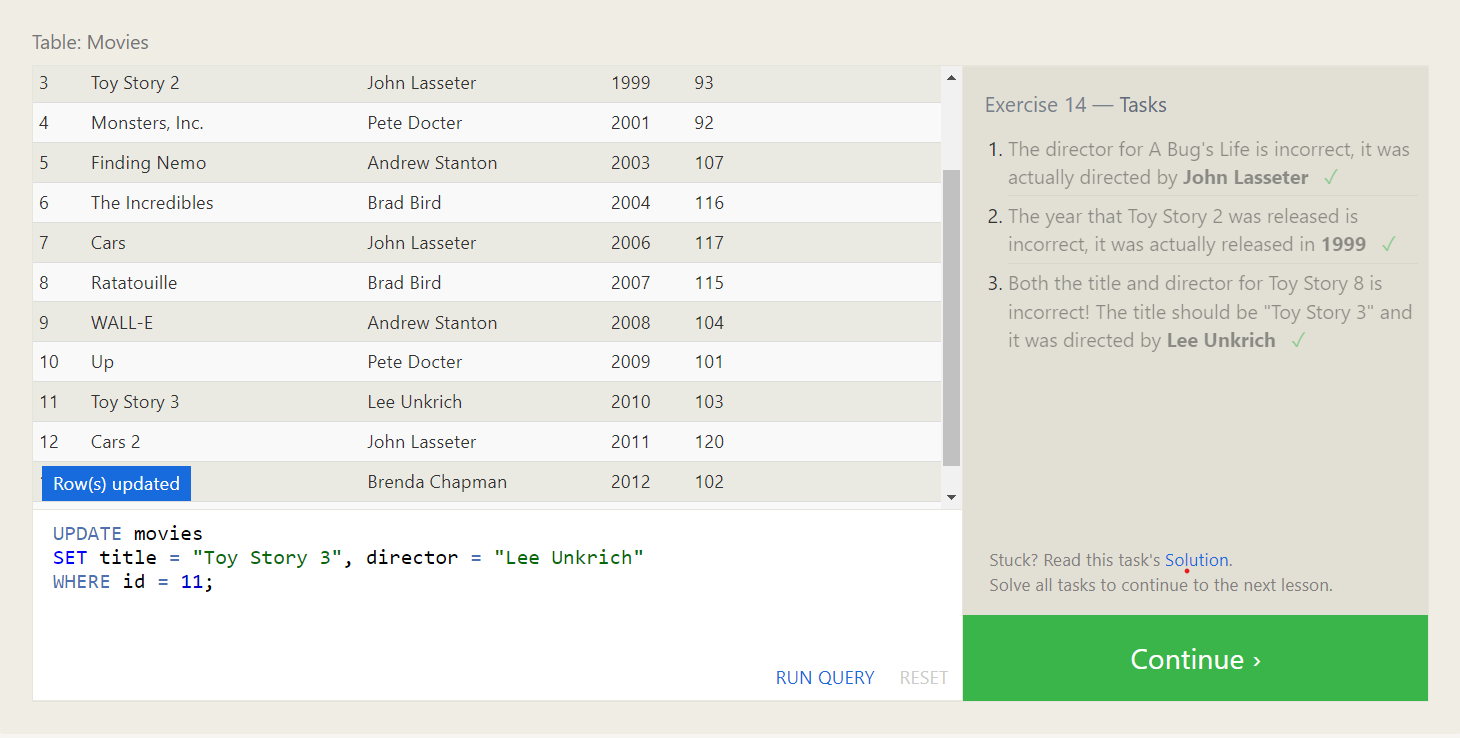 Table: Movies
3 Toy Story 2 John Lasseter 1999 93
4 Monsters, Inc. Pete Docter 2001 92
5 Finding Nemo Andrew Stanton 2003 107
6 The Incredibles Brad Bird 2004 116
7 Cars John Lasseter 2006 117
8 Ratatouille Brad Bird 2007 115
9 WALL-E Andrew Stanton 2008 104
10 Up Pete Docter 2009 101
11 Toy Story 3 Lee Unkrich 2010 103
12 Cars 2 John Lasseter 2011 120
Brenda Chapman 2012 102
Row(s) updated
UPDATE movies
SET title = "Toy Story 3", director = "Lee Unkrich"
WHERE id = 11;
RUN QUERY RESET
Exercise 14 — Tasks
1. The director for A Bug's Life is incorrect, it was
actually directed by John Lasseter ✓
2. The year that Toy Story 2 was released is
incorrect, it was actually released in 1999 ✓
3. Both the title and director for Toy Story 8 is
incorrect! The title should be "Toy Story 3" and
it was directed by Lee Unkrich ✓
Stuck? Read this task's Solution.
Solve all tasks to continue to the next lesson.
Continue ›